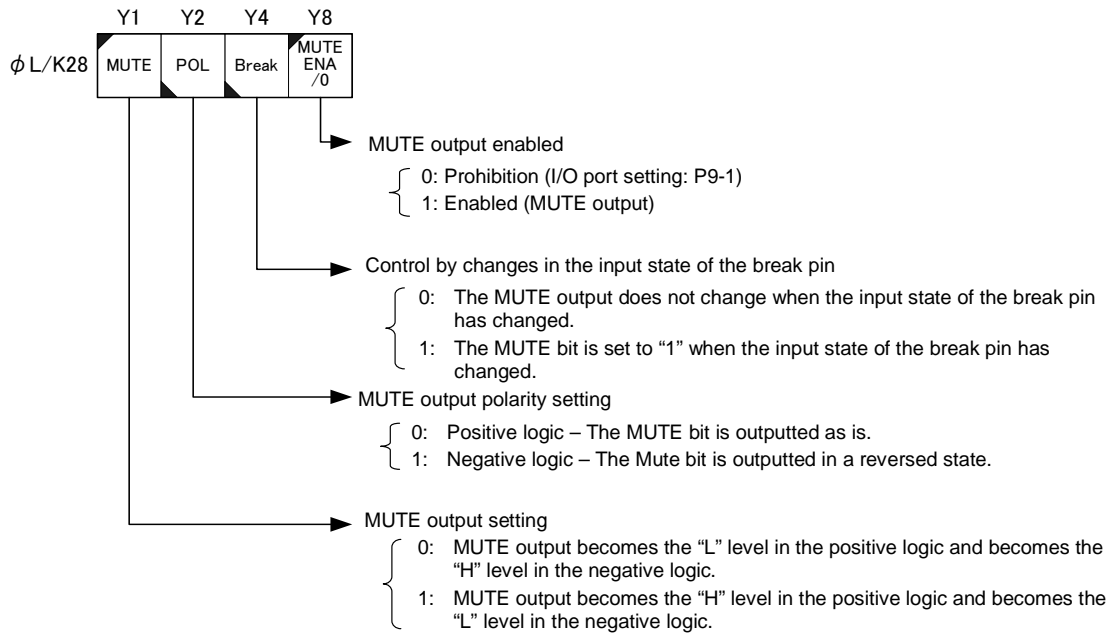 Y1 Y2 Y4 Y8
φL/K28 MUTE POL Break MUTE ENA /0
MUTE output enabled
0: Prohibition (I/O port setting: P9-1)
1: Enabled (MUTE output)
Control by changes in the input state of the break pin
0: The MUTE output does not change when the input state of the break pin
has changed.
1: The MUTE bit is set to “1” when the input state of the break pin has
changed.
MUTE output polarity setting
0: Positive logic – The MUTE bit is outputted as is.
1: Negative logic – The Mute bit is outputted in a reversed state.
MUTE output setting
0: MUTE output becomes the “L” level in the positive logic and becomes the
“H” level in the negative logic.
1: MUTE output becomes the “H” level in the positive logic and becomes the
“L” level in the negative logic.